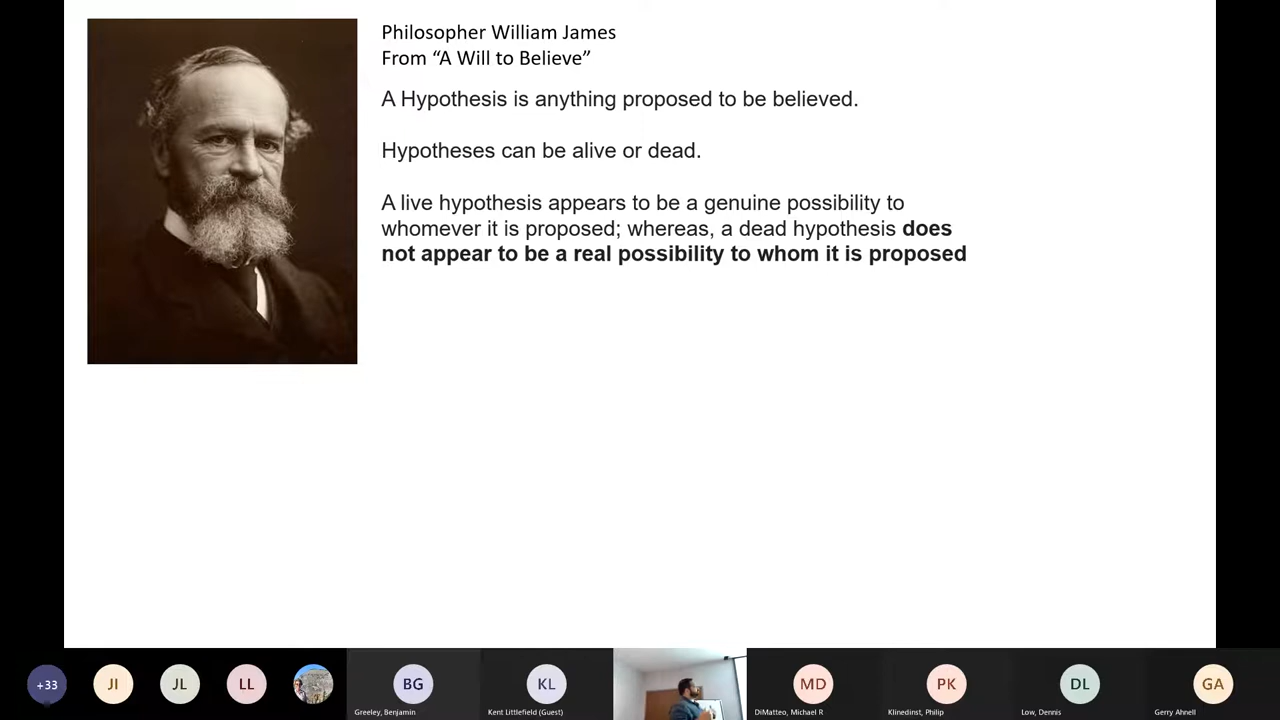 Philosopher William James
From “A Will to Believe”
A Hypothesis is anything proposed to be believed.
Hypotheses can be alive or dead.
A live hypothesis appears to be a genuine possibility to
whomever it is proposed; whereas, a dead hypothesis does
not appear to be a real possibility to whom it is proposed
+33
JI
JL
LL
BG
KL
MD
PK
DL
GA
Greeley, Benjamin
Kent Littlefield (Guest)
DiMatteo, Michael R
Klinedinst, Philip
Low, Dennis
Gerry Ahnell